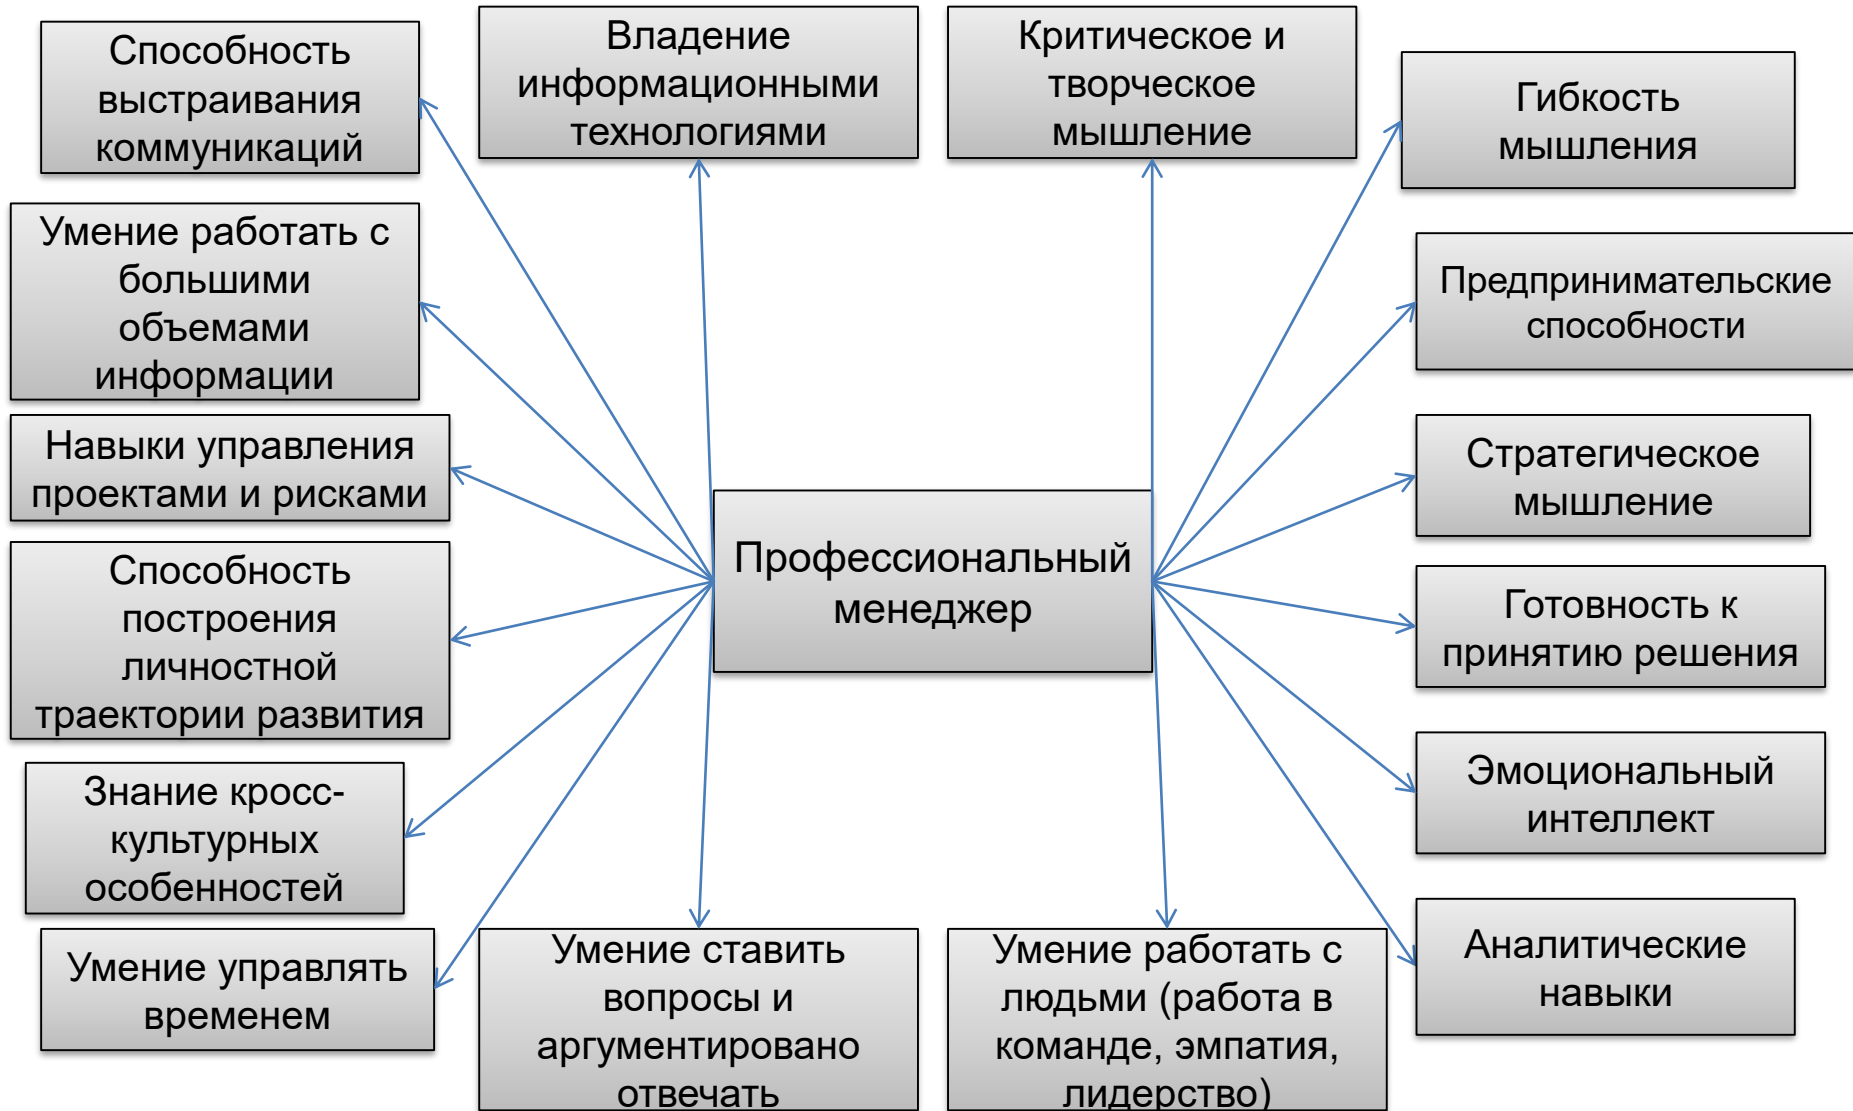 Способность
выстраивания
коммуникаций
Владение
информационными
технологиями
Критическое и
творческое
мышление
Гибкость
мышления
Умение работать с
большими
объемами
информации
Предпринимательские
способности
Навыки управления
проектами и рисками
Стратегическое
мышление
Профессиональный
менеджер
Способность
построения
личностной
траектории развития
Готовность к
принятию решения
Знание кросс-
культурных
особенностей
Эмоциональный
интеллект
Умение управлять
временем
Умение ставить
вопросы и
аргументировано
отвечать
Умение работать с
людьми (работа в
команде, эмпатия,
лидерство)
Аналитические
навыки